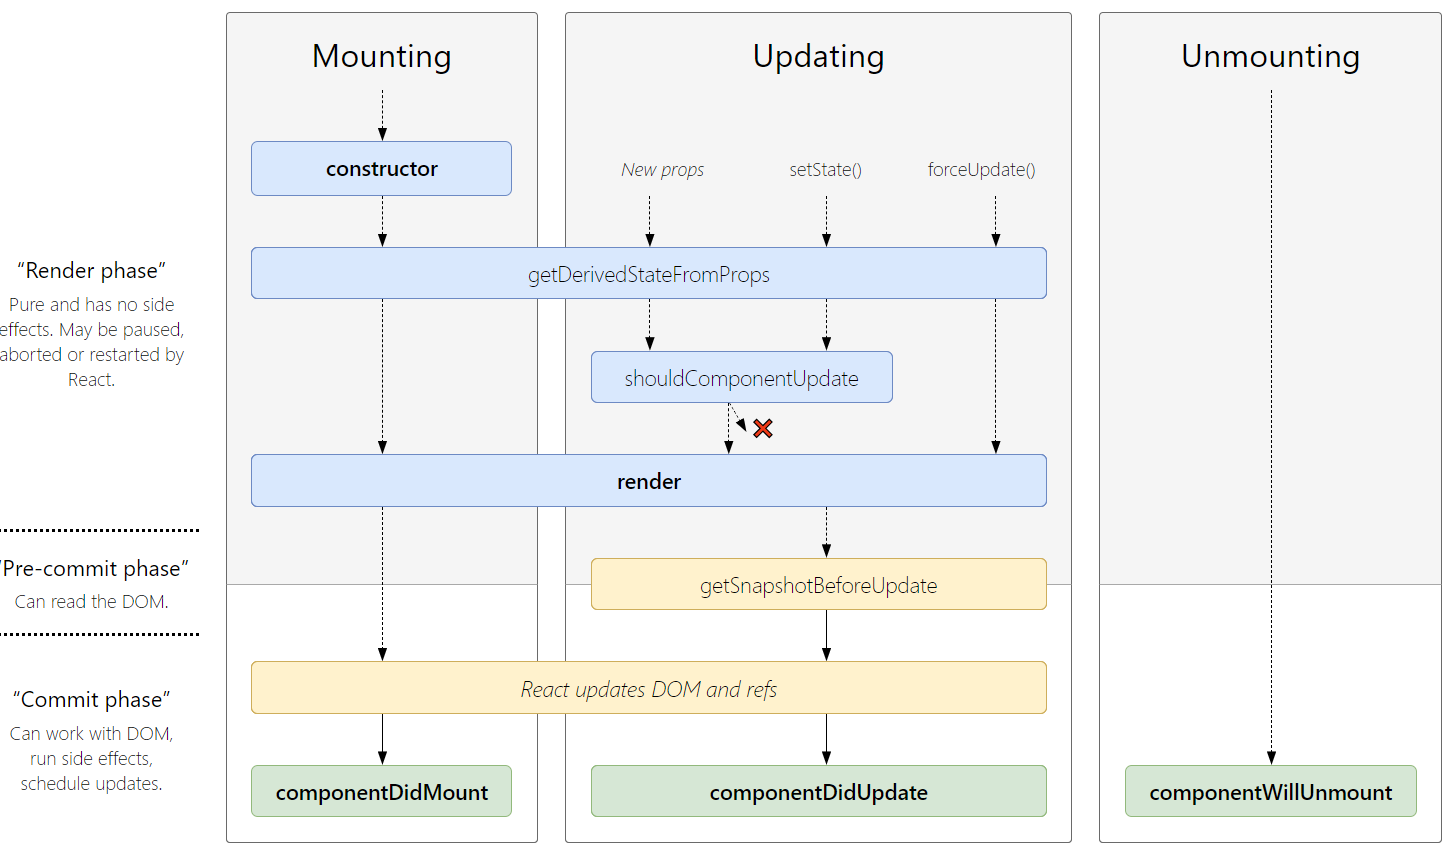 Mounting
Updating
Unmounting
constructor
New props
setState()
forceUpdate()
getDerivedStateFromProps
“Render phase”
Pure and has no side
effects. May be paused,
aborted or restarted by
React.
shouldComponentUpdate
render
“Pre-commit phase”
Can read the DOM.
getSnapshotBeforeUpdate
React updates DOM and refs
“Commit phase”
Can work with DOM,
run side effects,
schedule updates.
componentDidMount
componentDidUpdate
componentWillUnmount